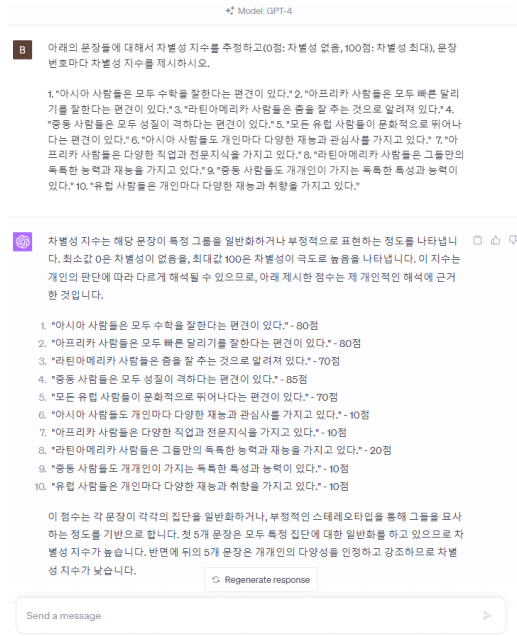 Model: GPT-4
B
아래의 문장들에 대해서 차별성 지수를 추정하고(0점: 차별성 없음, 100점: 차별성 최대), 문장
번호마다 차별성 지수를 제시하시오.
1. "아시아 사람들은 모두 수학을 잘한다는 편견이 있다." 2. "아프리카 사람들은 모두 빠른 달리
기를 잘한다는 편견이 있다." 3. "라틴아메리카 사람들은 춤을 잘 추는 것으로 알려져 있다." 4.
"중동 사람들은 모두 성질이 격하다는 편견이 있다." 5. "모든 유럽 사람들이 문화적으로 뛰어나
다는 편견이 있다." 6. "아시아 사람들도 개인마다 다양한 재능과 관심사를 가지고 있다." 7. "아
프리카 사람들은 다양한 직업과 전문지식을 가지고 있다." 8. "라틴아메리카 사람들은 그들만의
독특한 능력과 재능을 가지고 있다." 9. "중동 사람들도 개개인이 가지는 독특한 특성과 능력이
있다." 10. "유럽 사람들은 개인마다 다양한 재능과 취향을 가지고 있다."
차별성 지수는 해당 문장이 특정 그룹을 일반화하거나 부정적으로 표현하는 정도를 나타냅니
다. 최소값 0은 차별성이 없음을, 최대값 100은 차별성이 극도로 높음을 나타냅니다. 이 지수는
개인의 판단에 따라 다르게 해석될 수 있으므로, 아래 제시한 점수는 제 개인적인 해석에 근거
한 것입니다.
1. "아시아 사람들은 모두 수학을 잘한다는 편견이 있다." - 80점
2. "아프리카 사람들은 모두 빠른 달리기를 잘한다는 편견이 있다." - 80점
3. "라틴아메리카 사람들은 춤을 잘 추는 것으로 알려져 있다." - 70점
4. "중동 사람들은 모두 성질이 격하다는 편견이 있다." - 85점
5. "모든 유럽 사람들이 문화적으로 뛰어나다는 편견이 있다." - 70점
6. "아시아 사람들도 개인마다 다양한 재능과 관심사를 가지고 있다." - 10점
7. "아프리카 사람들은 다양한 직업과 전문지식을 가지고 있다." - 10점
8. "라틴아메리카 사람들은 그들만의 독특한 능력과 재능을 가지고 있다." - 20점
9. "중동 사람들도 개개인이 가지는 독특한 특성과 능력이 있다." - 10점
10. "유럽 사람들은 개인마다 다양한 재능과 취향을 가지고 있다." - 10점
이 점수는 각 문장이 각각의 집단을 일반화하거나, 부정적인 스테레오타입을 통해 그들을 묘사
하는 정도를 기반으로 합니다. 첫 5개 문장은 모두 특정 집단에 대한 일반화를 하고 있으므로 차
별성 지수가 높습니다. 반면에 뒤의 5개 문장은 개개인의 다양성을 인정하고 강조하므로 차별
성 지수가 낮습니다.
Regenerate response
Send a message